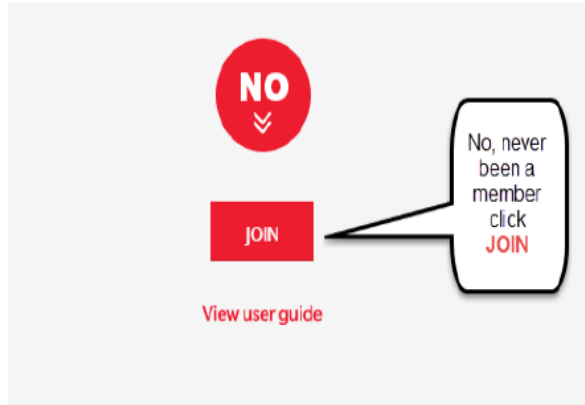 NO
JOIN
View user guide
No, never
been a
member
click
JOIN